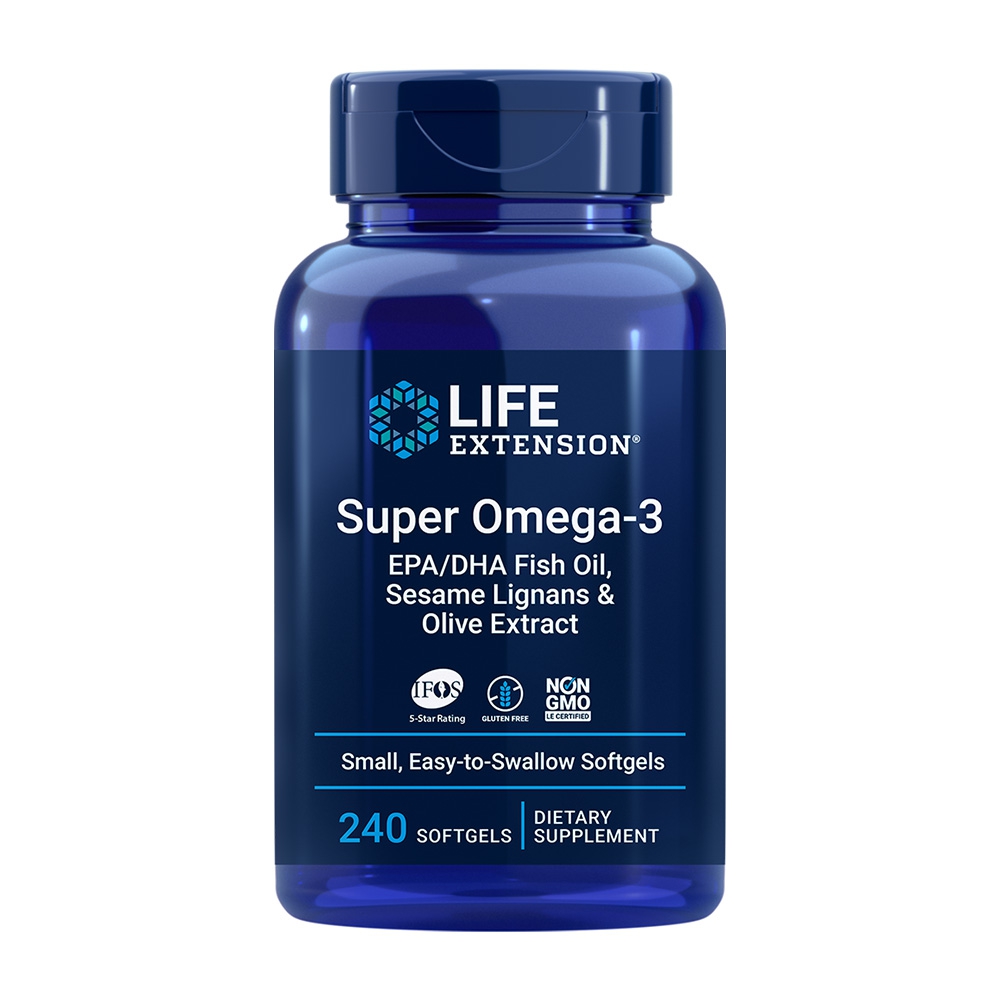 LIFE
EXTENSION®
Super Omega-3
EPA/DHA Fish Oil,
Sesame Lignans &
Olive Extract
IFOS
5-Star Rating
GLUTEN FREE
NON
GMO
LE CERTIFIED
Small, Easy-to-Swallow Softgels
240 SOFTGELS
DIETARY
SUPPLEMENT